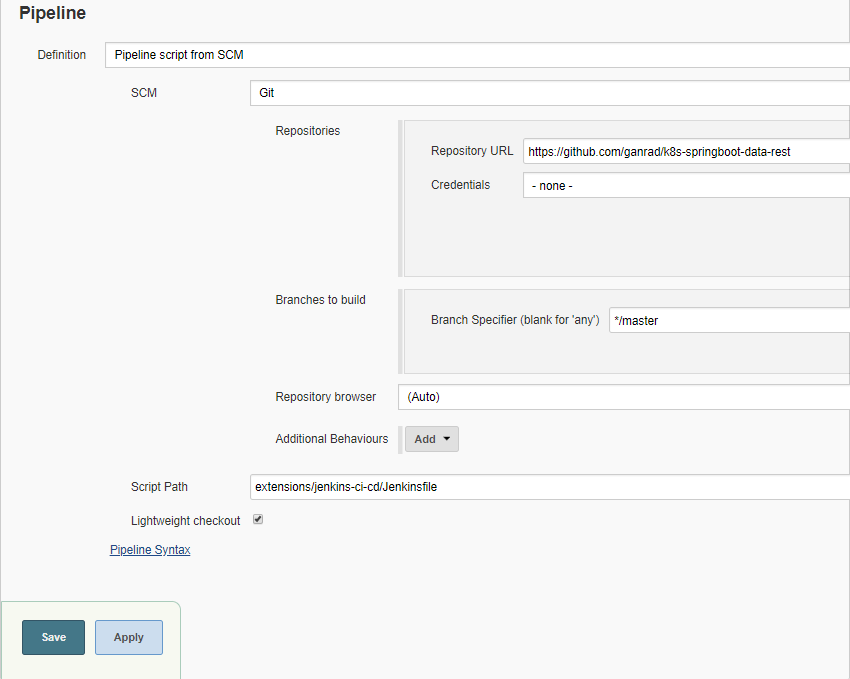 Pipeline
Definition Pipeline script from SCM
SCM Git
Repositories
Repository URL https://github.com/ganrad/k8s-springboot-data-rest
Credentials - none -
Branches to build
Branch Specifier (blank for 'any') */master
Repository browser (Auto)
Additional Behaviours Add
Script Path extensions/jenkins-ci-cd/Jenkinsfile
Lightweight checkout
Pipeline Syntax
Save Apply